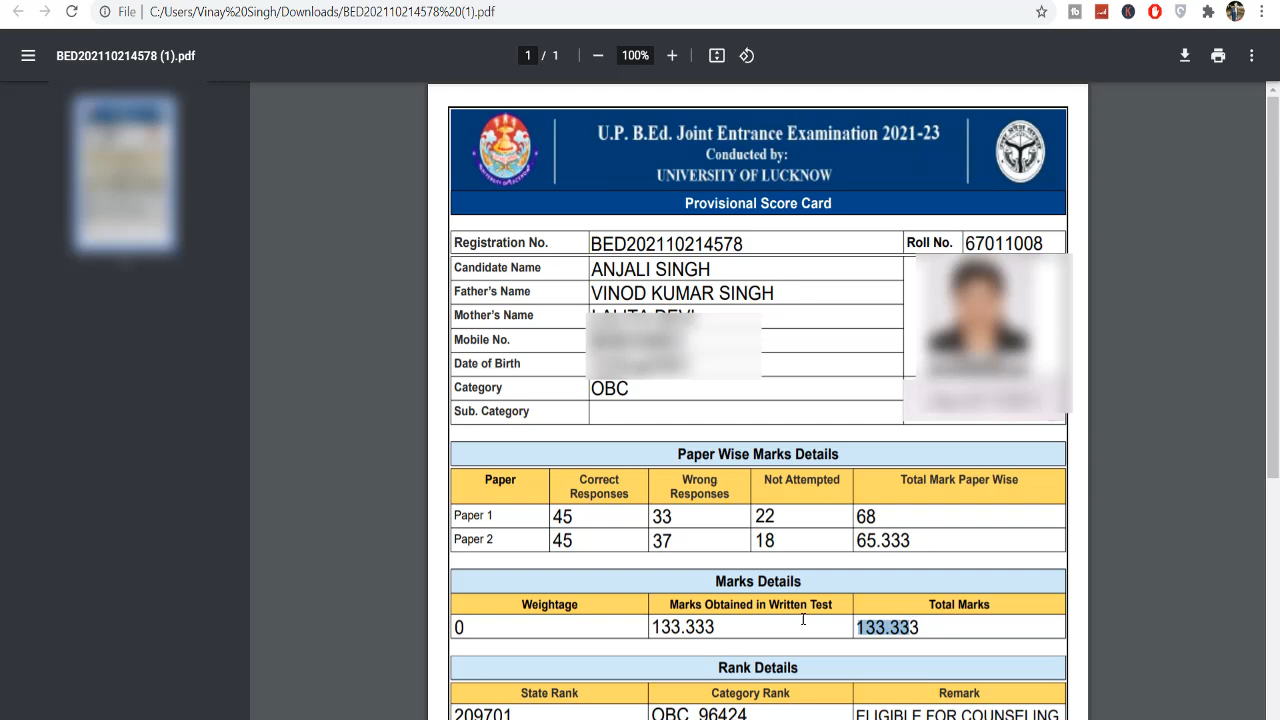 File | C:/Users/Vinay%20Singh/Downloads/BED202110214578%20(1).pdf
BED202110214578 (1).pdf
1 / 1
100%
U.P. B.Ed. Joint Entrance Examination 2021-23
Conducted by:
UNIVERSITY OF LUCKNOW
Provisional Score Card
Registration No. BED202110214578 Roll No. 67011008
Candidate Name ANJALI SINGH
Father's Name VINOD KUMAR SINGH
Mother's Name LALITA DEVI
Mobile No.
Date of Birth
Category OBC
Sub. Category
Paper Wise Marks Details
Paper Correct Responses Wrong Responses Not Attempted Total Mark Paper Wise
Paper 1 45 33 22 68
Paper 2 45 37 18 65.333
Marks Details
Weightage Marks Obtained in Written Test Total Marks
0 133.333 133.333
Rank Details
State Rank Category Rank Remark
209701 OBC 96424 ELIGIBLE FOR COUNSELING